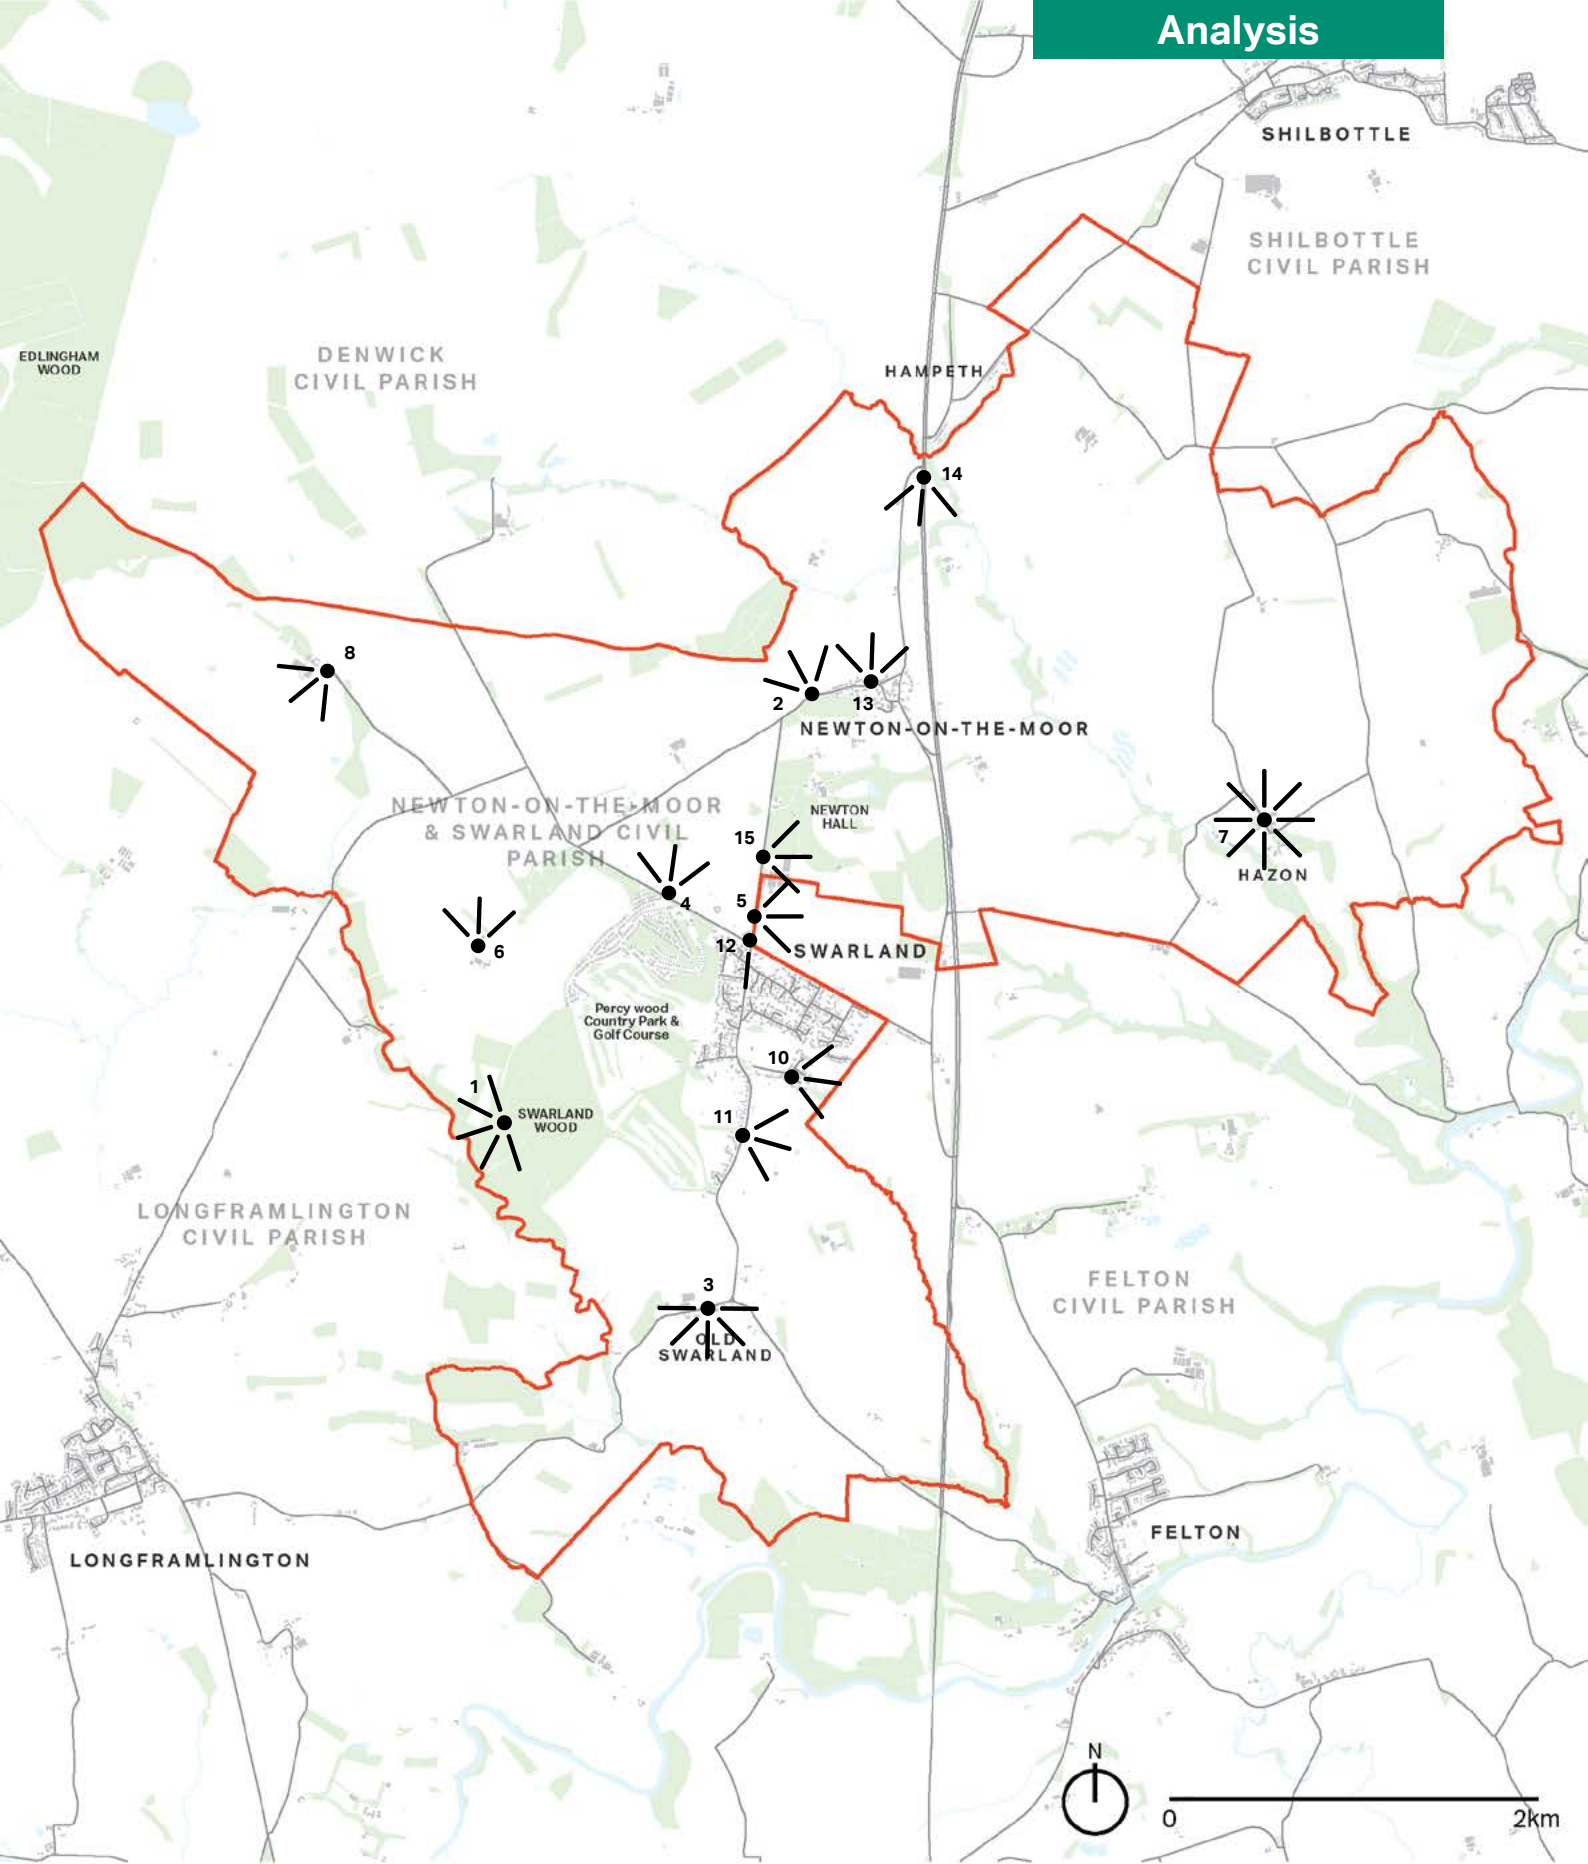 Analysis
SHILBOTTLE
SHILBOTTLE
CIVIL PARISH
EDLINGHAM
WOOD
DENWICK
CIVIL PARISH
HAMPETH
14
8
2
13
NEWTON-ON-THE-MOOR
NEWTON-ON-THE-MOOR
& SWARLAND CIVIL
PARISH
NEWTON
HALL
15
7
HAZON
4
5
12
SWARLAND
6
Percy wood
Country Park &
Golf Course
10
1
SWARLAND
WOOD
11
LONGFRAMLINGTON
CIVIL PARISH
3
OLD
SWARLAND
FELTON
CIVIL PARISH
FELTON
LONGFRAMLINGTON
N
0
2km